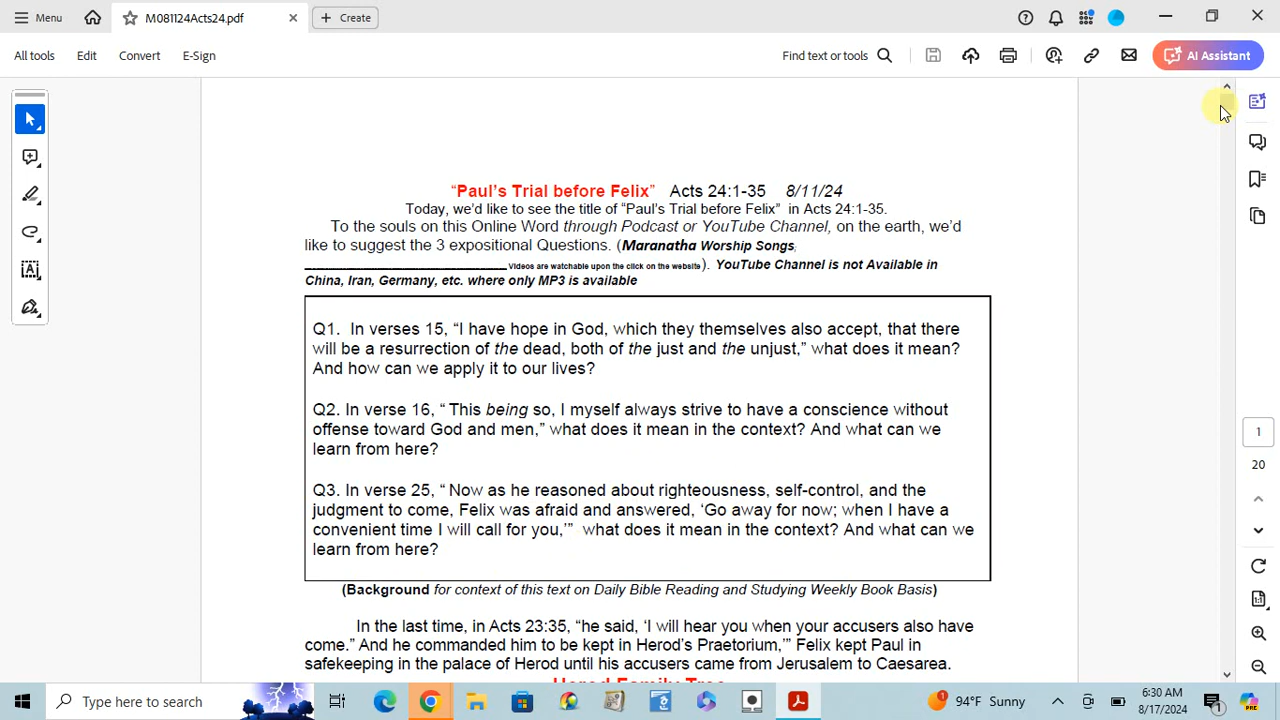 Menu
M081124Acts24.pdf
Create
All tools
Edit
Convert
E-Sign
Find text or tools
AI Assistant
“Paul’s Trial before Felix” Acts 24:1-35 8/11/24
Today, we’d like to see the title of “Paul’s Trial before Felix” in Acts 24:1-35.
To the souls on this Online Word through Podcast or YouTube Channel, on the earth, we’d
like to suggest the 3 expositional Questions. (Maranatha Worship Songs;
Videos are watchable upon the click on the website). YouTube Channel is not Available in
China, Iran, Germany, etc. where only MP3 is available
Q1. In verses 15, “I have hope in God, which they themselves also accept, that there
will be a resurrection of the dead, both of the just and the unjust,” what does it mean?
And how can we apply it to our lives?
Q2. In verse 16, “ This being so, I myself always strive to have a conscience without
offense toward God and men,” what does it mean in the context? And what can we
learn from here?
Q3. In verse 25, “ Now as he reasoned about righteousness, self-control, and the
judgment to come, Felix was afraid and answered, ‘Go away for now; when I have a
convenient time I will call for you,’” what does it mean in the context? And what can we
learn from here?
(Background for context of this text on Daily Bible Reading and Studying Weekly Book Basis)
In the last time, in Acts 23:35, “he said, ‘I will hear you when your accusers also have
come.” And he commanded him to be kept in Herod’s Praetorium,’” Felix kept Paul in
safekeeping in the palace of Herod until his accusers came from Jerusalem to Caesarea.
Herod Family Tree
1
20
Type here to search
1
94°F Sunny
6:30 AM
8/17/2024
1
PRE